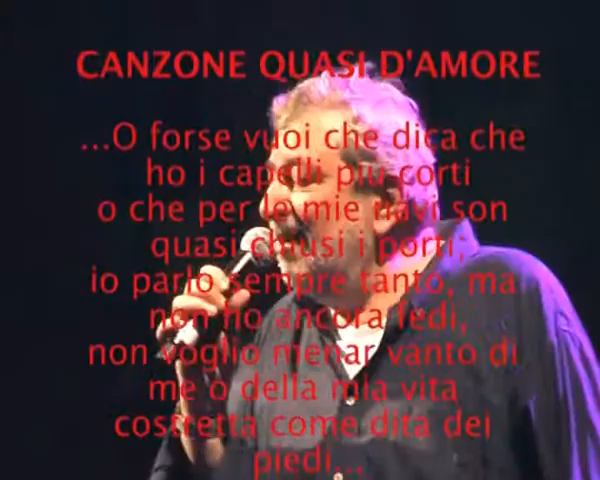 CANZONE QUASI D'AMORE
...O forse vuoi che dica che
ho i capelli più corti
o che per le mie navi son
quasi chiusi i porti;
io parlo sempre tanto, ma
non ho ancora fedi,
non voglio menar vanto di
me o della mia vita
costretta come dita dei
piedi...